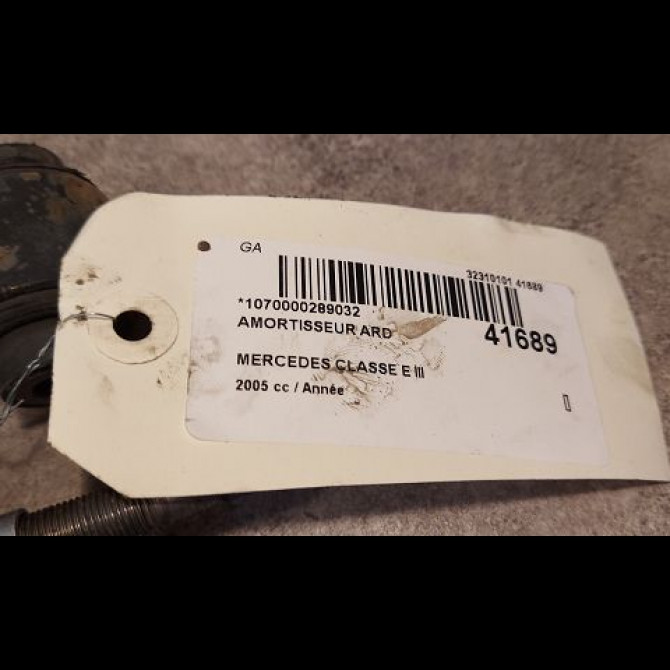 GA
32310101 41689
*1070000289032
AMORTISSEUR ARD
41689
MERCEDES CLASSE E III
2005 cc / Année